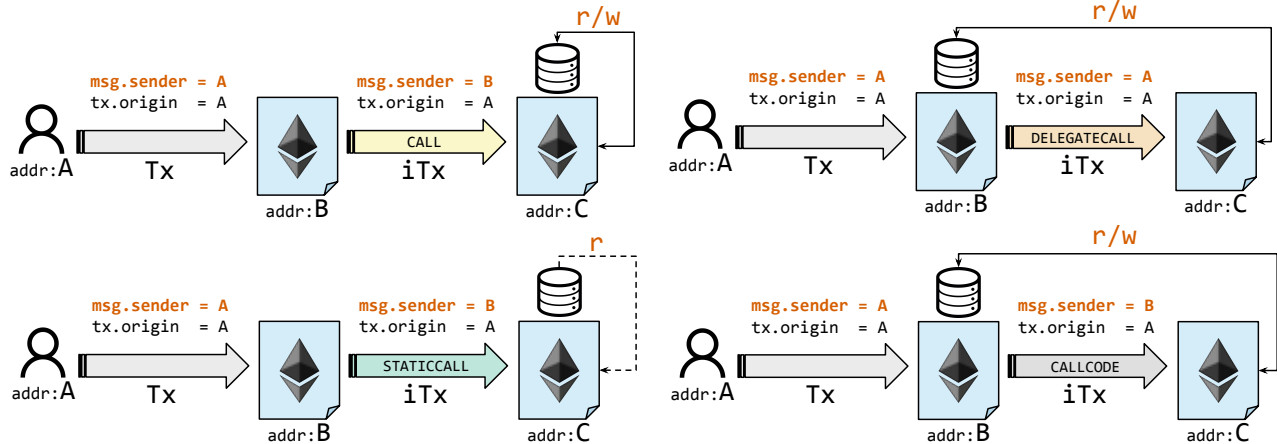 r/w
msg.sender = A
tx.origin  = A
msg.sender = B
tx.origin  = A
CALL
addr:A
Tx
iTx
addr:B
addr:C
r/w
msg.sender = A
tx.origin  = A
msg.sender = A
tx.origin  = A
DELEGATECALL
addr:A
Tx
iTx
addr:B
addr:C
r
msg.sender = A
tx.origin  = A
msg.sender = B
tx.origin  = A
STATICCALL
addr:A
Tx
iTx
addr:B
addr:C
r/w
msg.sender = A
tx.origin  = A
msg.sender = B
tx.origin  = A
CALLCODE
addr:A
Tx
iTx
addr:B
addr:C